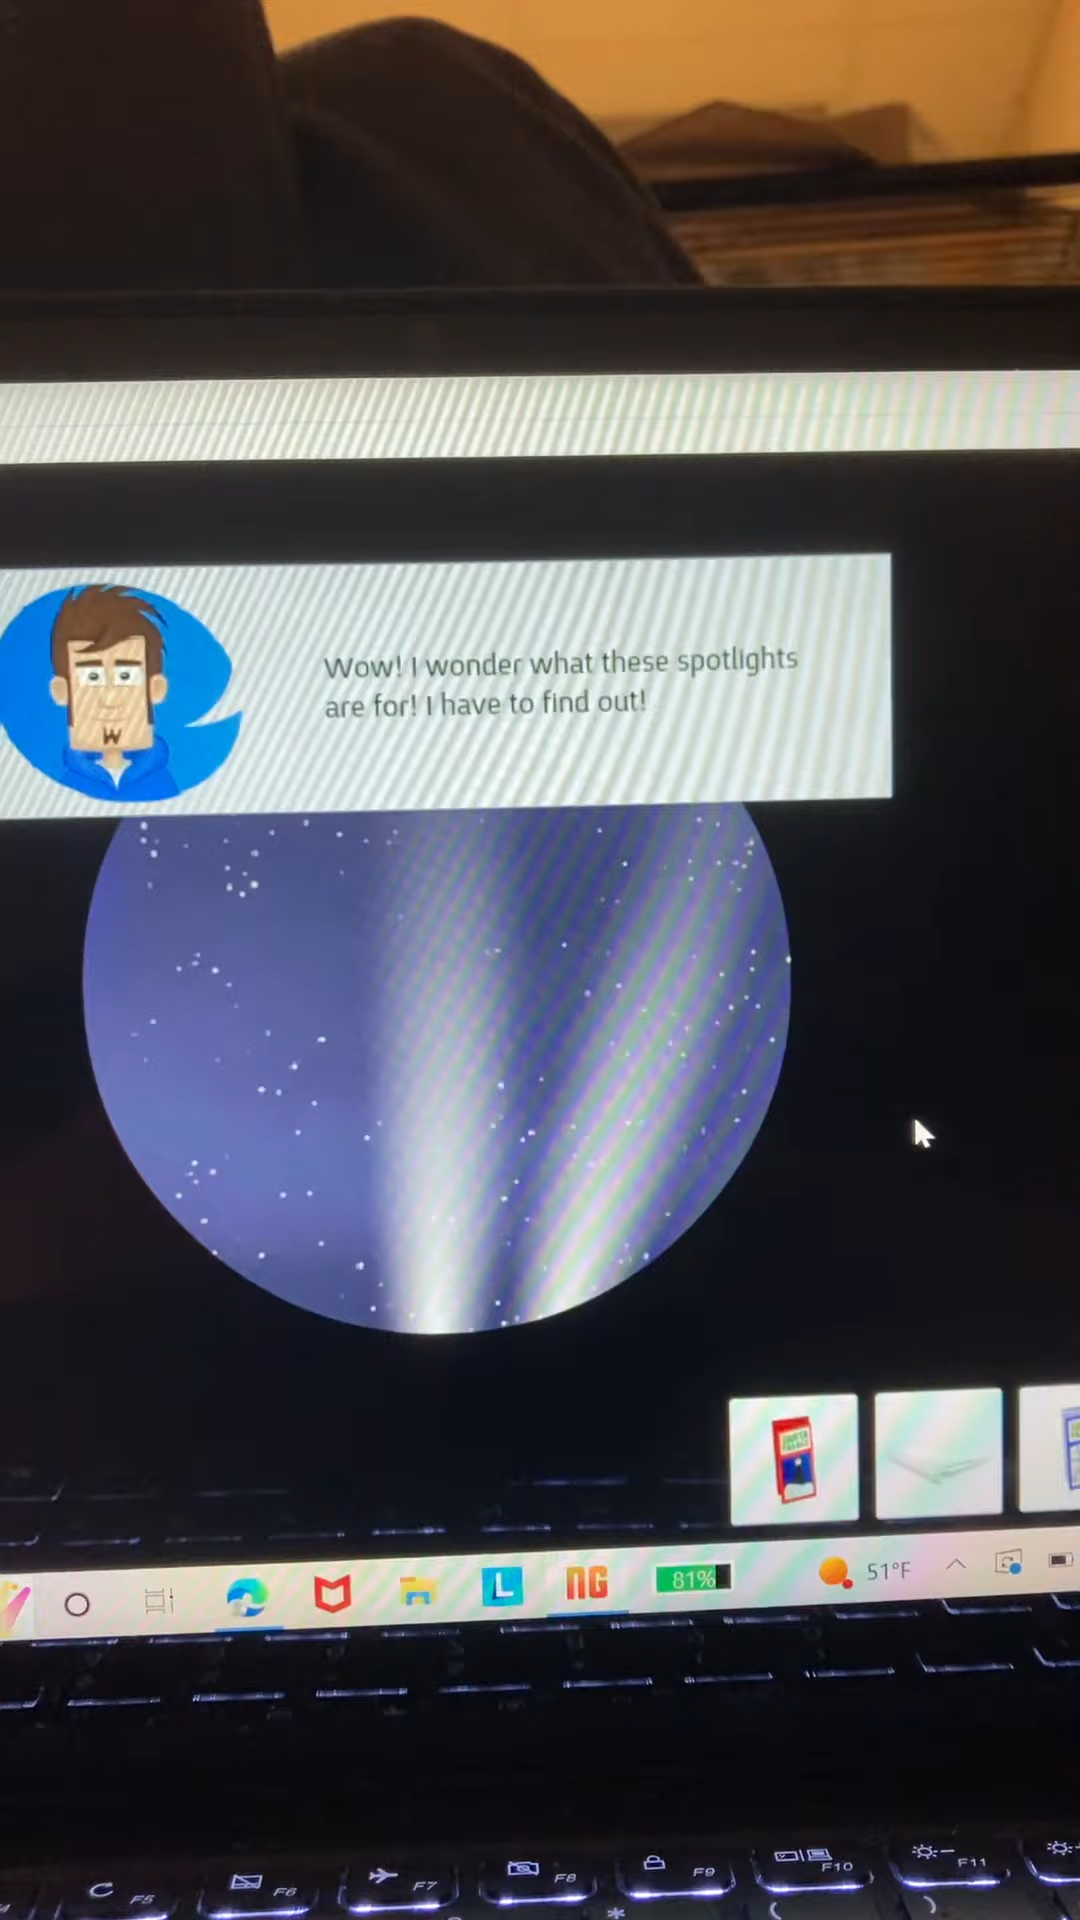 Wow! I wonder what these spotlights
are for! I have to find out!
L
NG
81%
51°F
F5
F6
F7
F8
F9
F10
F11
*
(
)